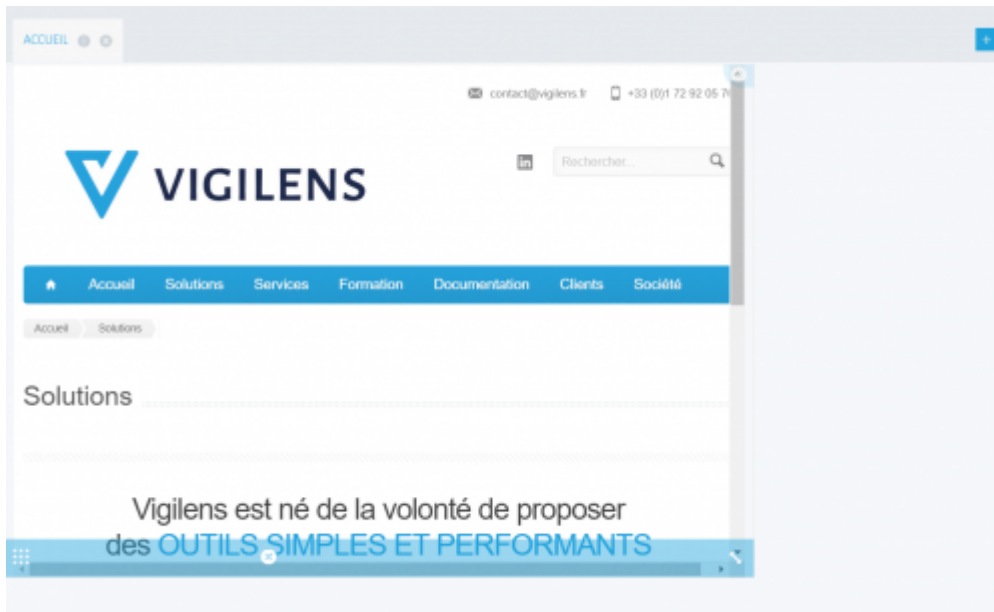 ACCUEIL
contact@vigilens.fr +33 (0)1 72 92 05
VIGILENS
Rechercher...
Accueil Solutions Services Formation Documentation Clients Société
Accueil Solutions
Solutions
Vigilens est né de la volonté de proposer
des OUTILS SIMPLES ET PERFORMANTS